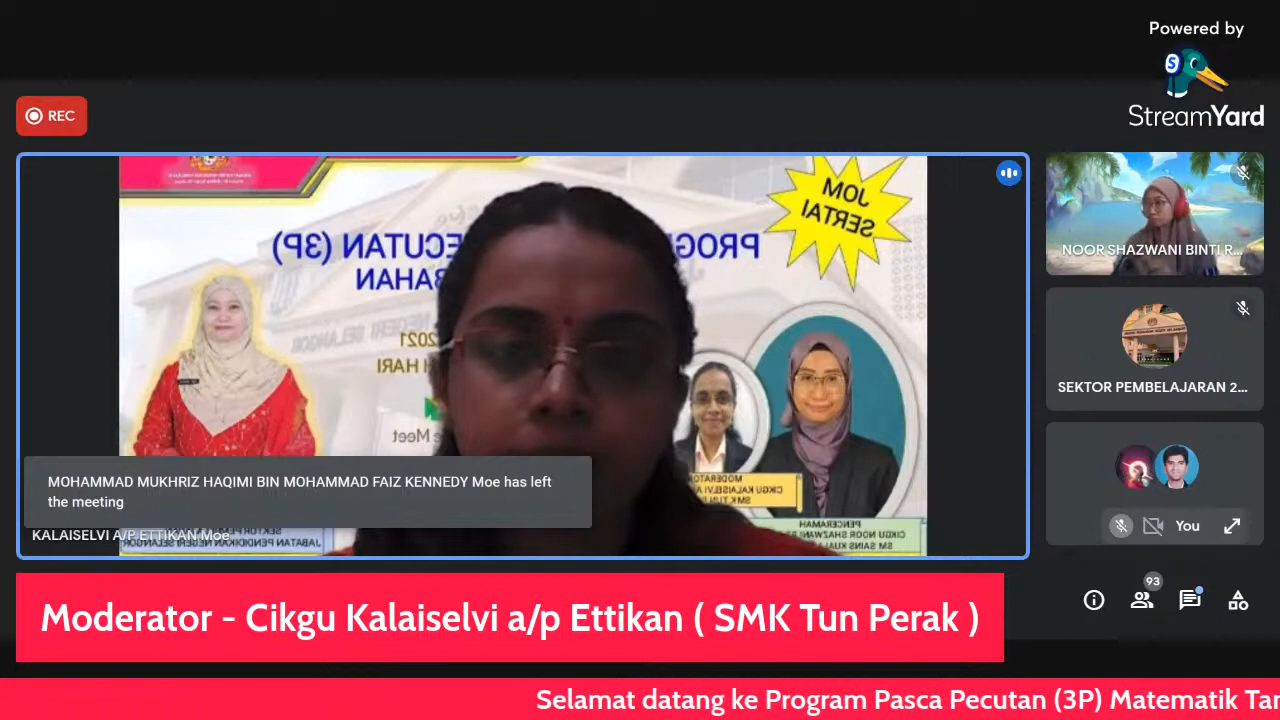 Powered by
StreamYard
REC
JOM
SERTAI
PECUTAN (3P)
2021
HARI
Meet
MODERATOR
CIKGU KALAISELVI A
SMK TUN
PENCERAMAH
CIKGU NOOR SHAZWANI
SM SAINS KUALA
JABATAN PENDIDIKAN NEGERI SELANGOR
MOHAMMAD MUKHRIZ HAQIMI BIN MOHAMMAD FAIZ KENNEDY Moe has left
the meeting
KALAISELVI A/P ETTIKAN Moe
NOOR SHAZWANI BINTI R...
SEKTOR PEMBELAJARAN 2...
You
93
Moderator - Cikgu Kalaiselvi a/p Ettikan ( SMK Tun Perak )
Selamat datang ke Program Pasca Pecutan (3P) Matematik Tam